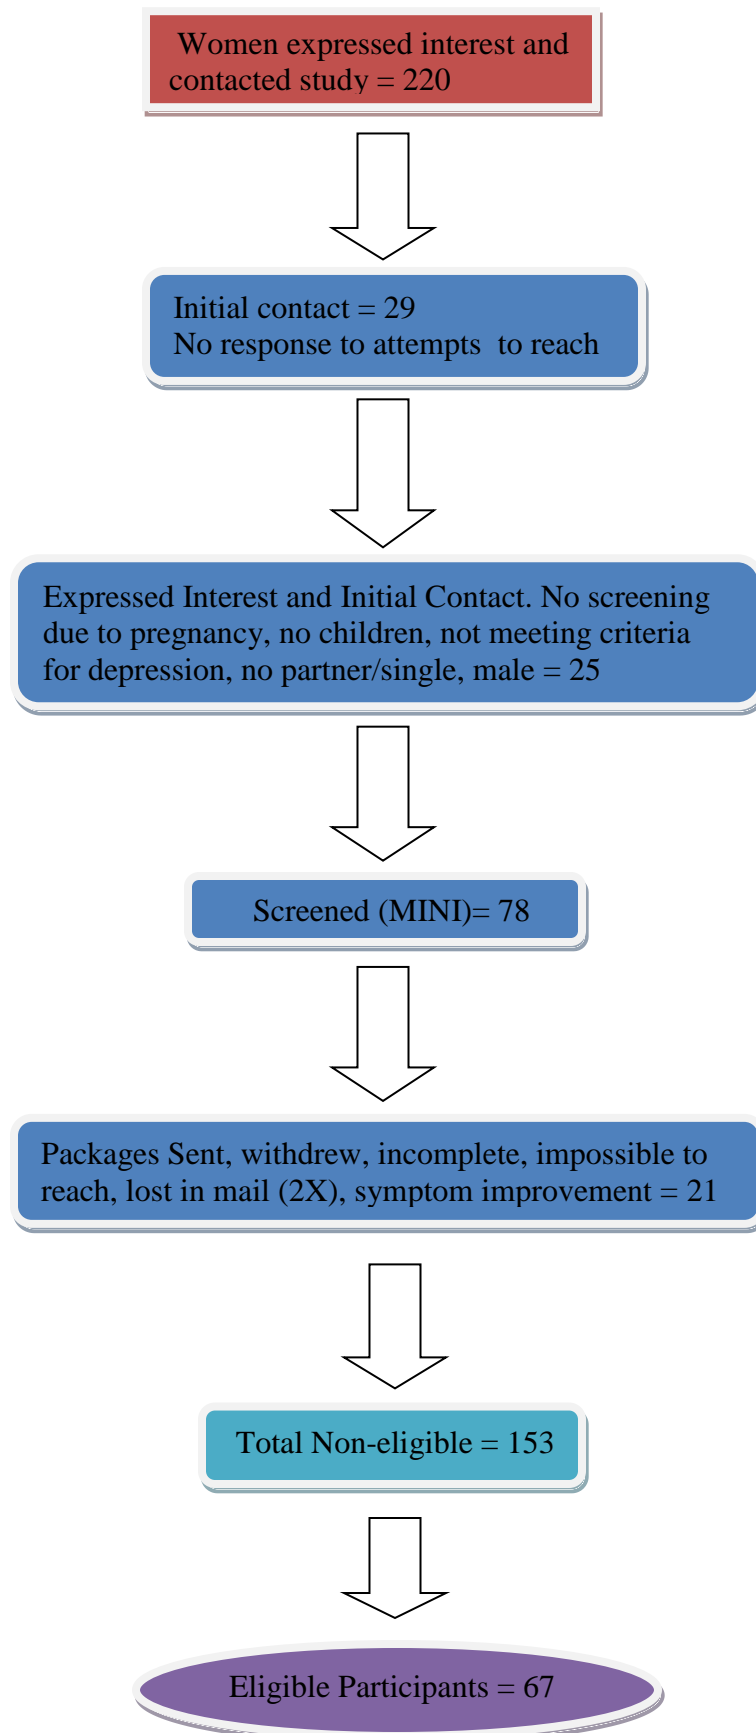 Women expressed interest and
contacted study = 220
Initial contact = 29
No response to attempts to reach
Expressed Interest and Initial Contact. No screening
due to pregnancy, no children, not meeting criteria
for depression, no partner/single, male = 25
Screened (MINI)= 78
Packages Sent, withdrew, incomplete, impossible to
reach, lost in mail (2X), symptom improvement = 21
Total Non-eligible = 153
Eligible Participants = 67